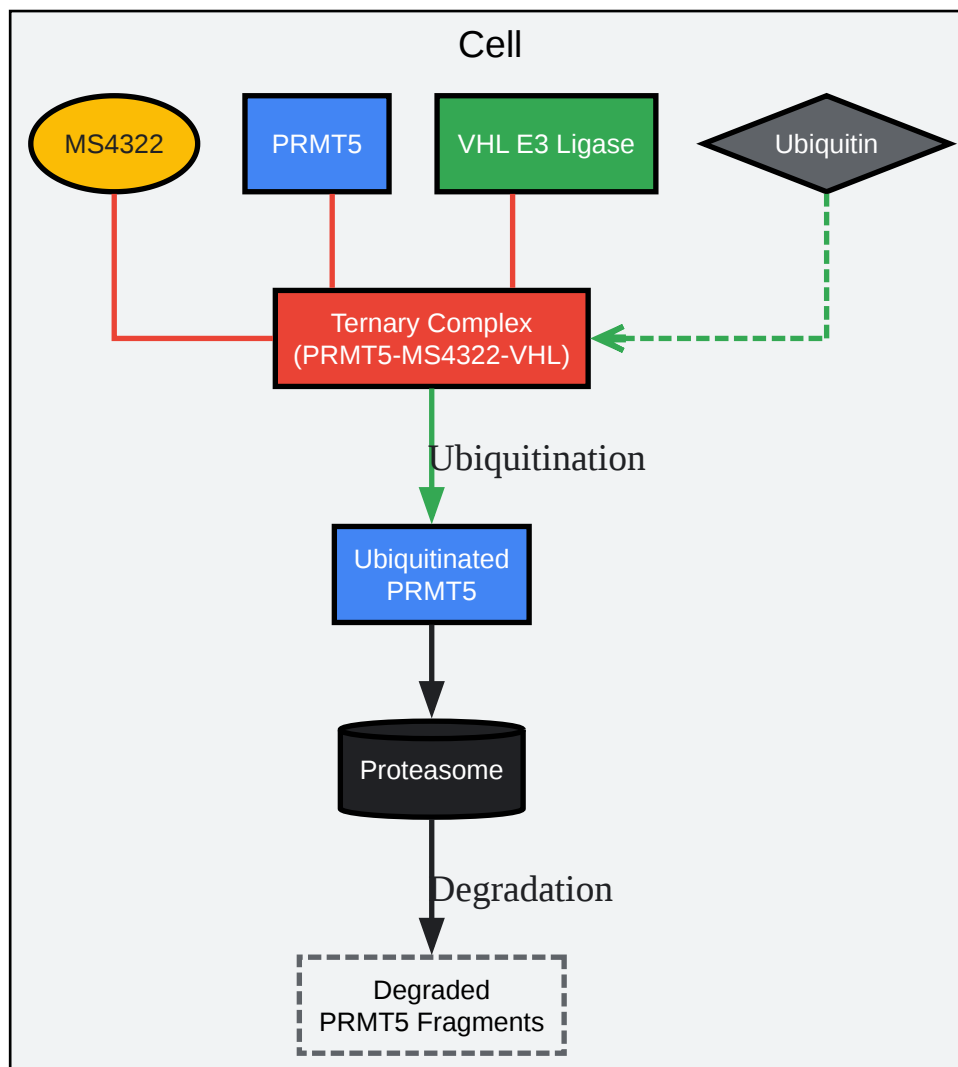 Cell
MS4322
PRMT5
VHL E3 Ligase
Ubiquitin
Ternary Complex
(PRMT5-MS4322-VHL)
Ubiquitination
Ubiquitinated
PRMT5
Proteasome
Degradation
Degraded
PRMT5 Fragments